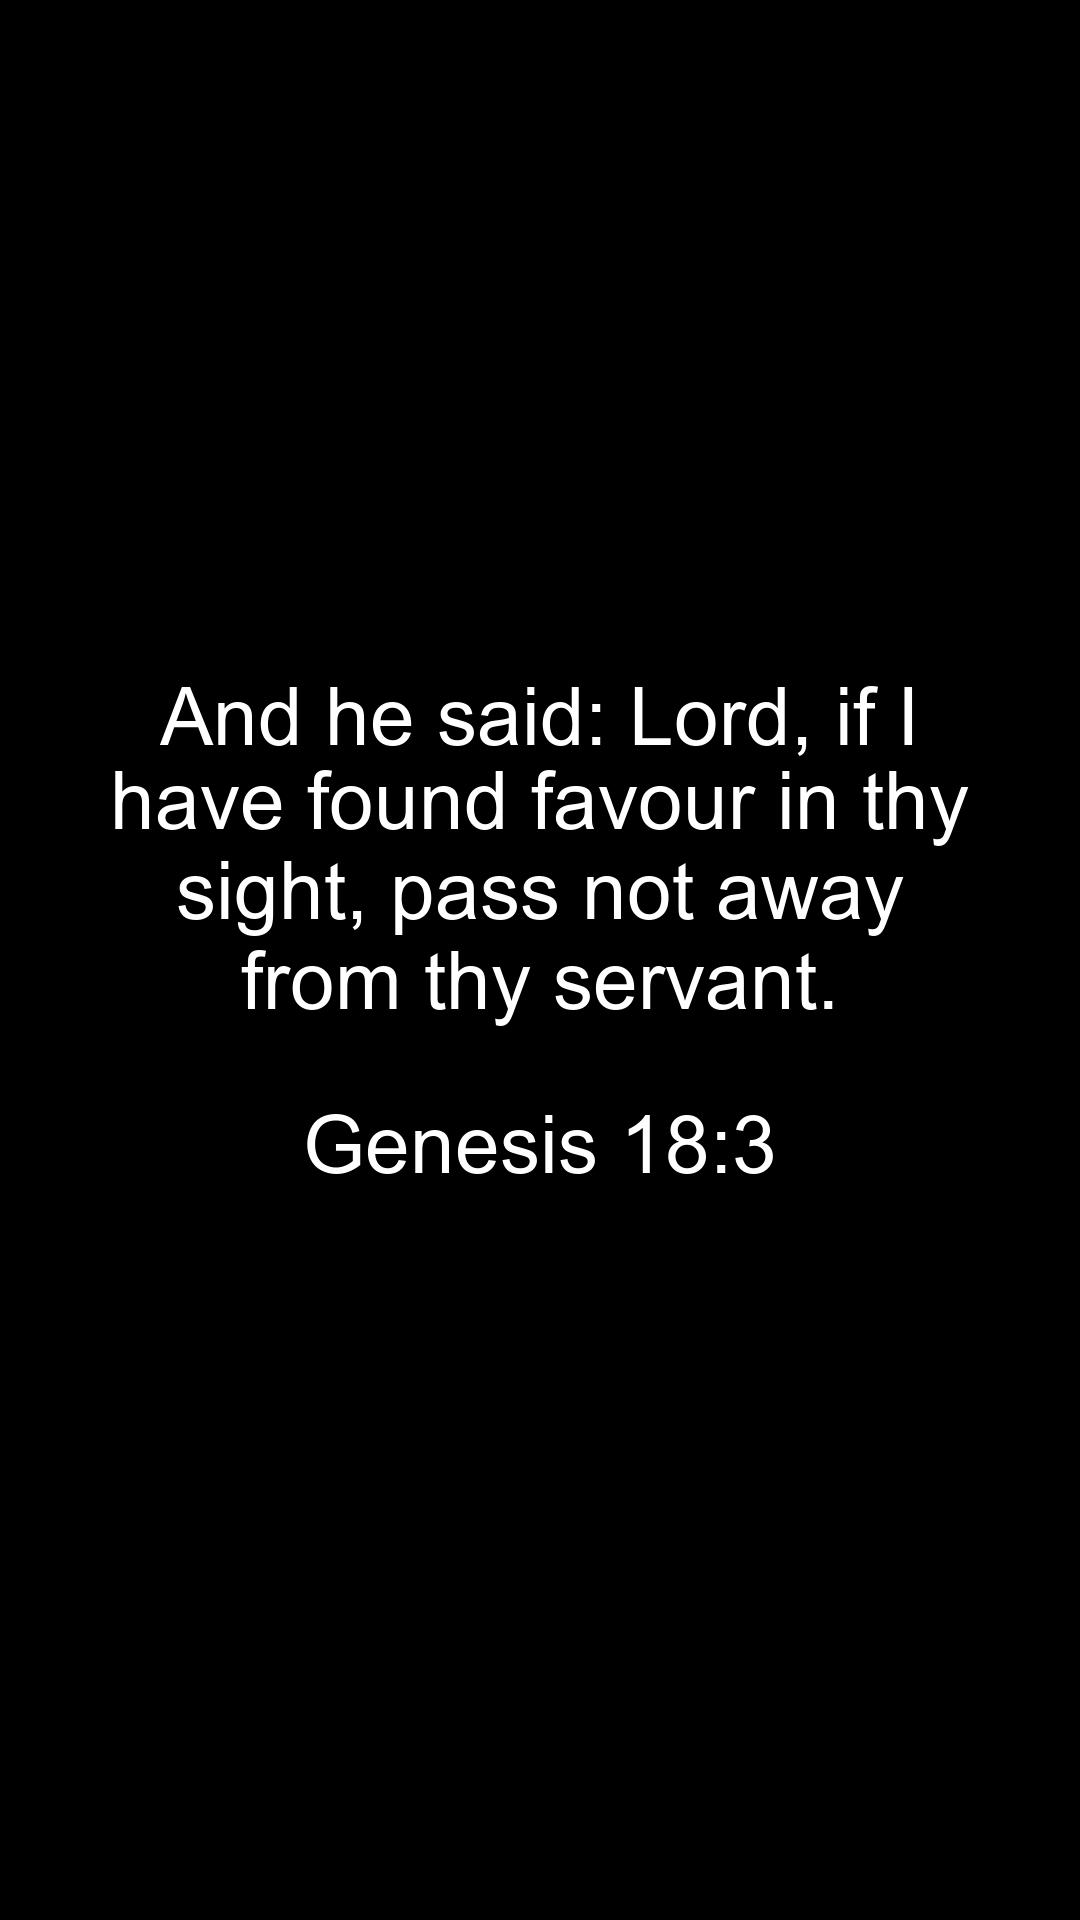 And he said: Lord, if I
have found favour in thy
sight, pass not away
from thy servant.
Genesis 18:3